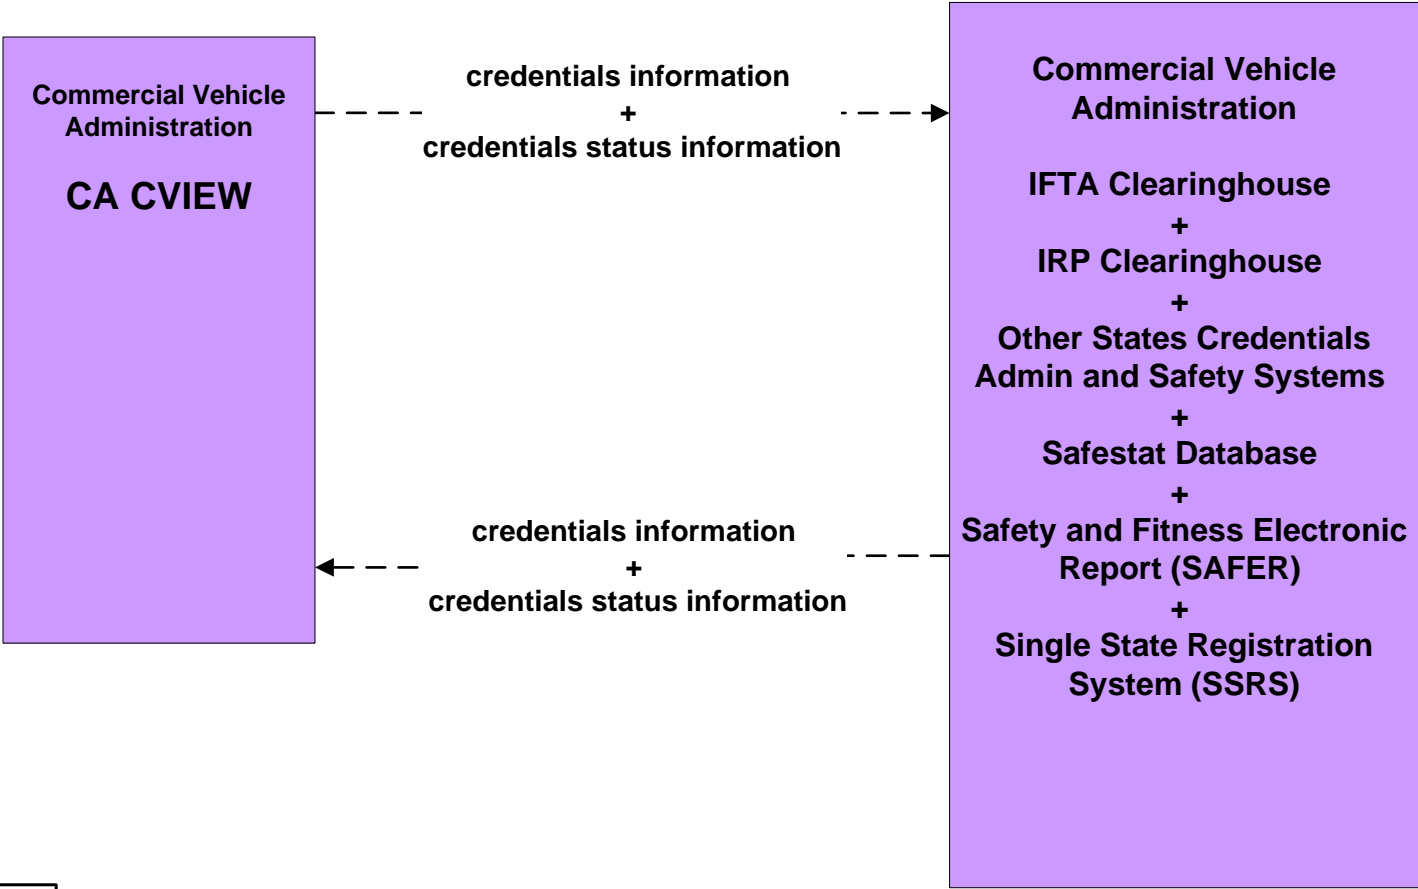 Commercial Vehicle
Administration
CA CVIEW
credentials information
+
credentials status information
credentials information
+
credentials status information
Commercial Vehicle
Administration
IFTA Clearinghouse
+
IRP Clearinghouse
+
Other States Credentials
Admin and Safety Systems
+
Safestat Database
+
Safety and Fitness Electronic
Report (SAFER)
+
Single State Registration
System (SSRS)